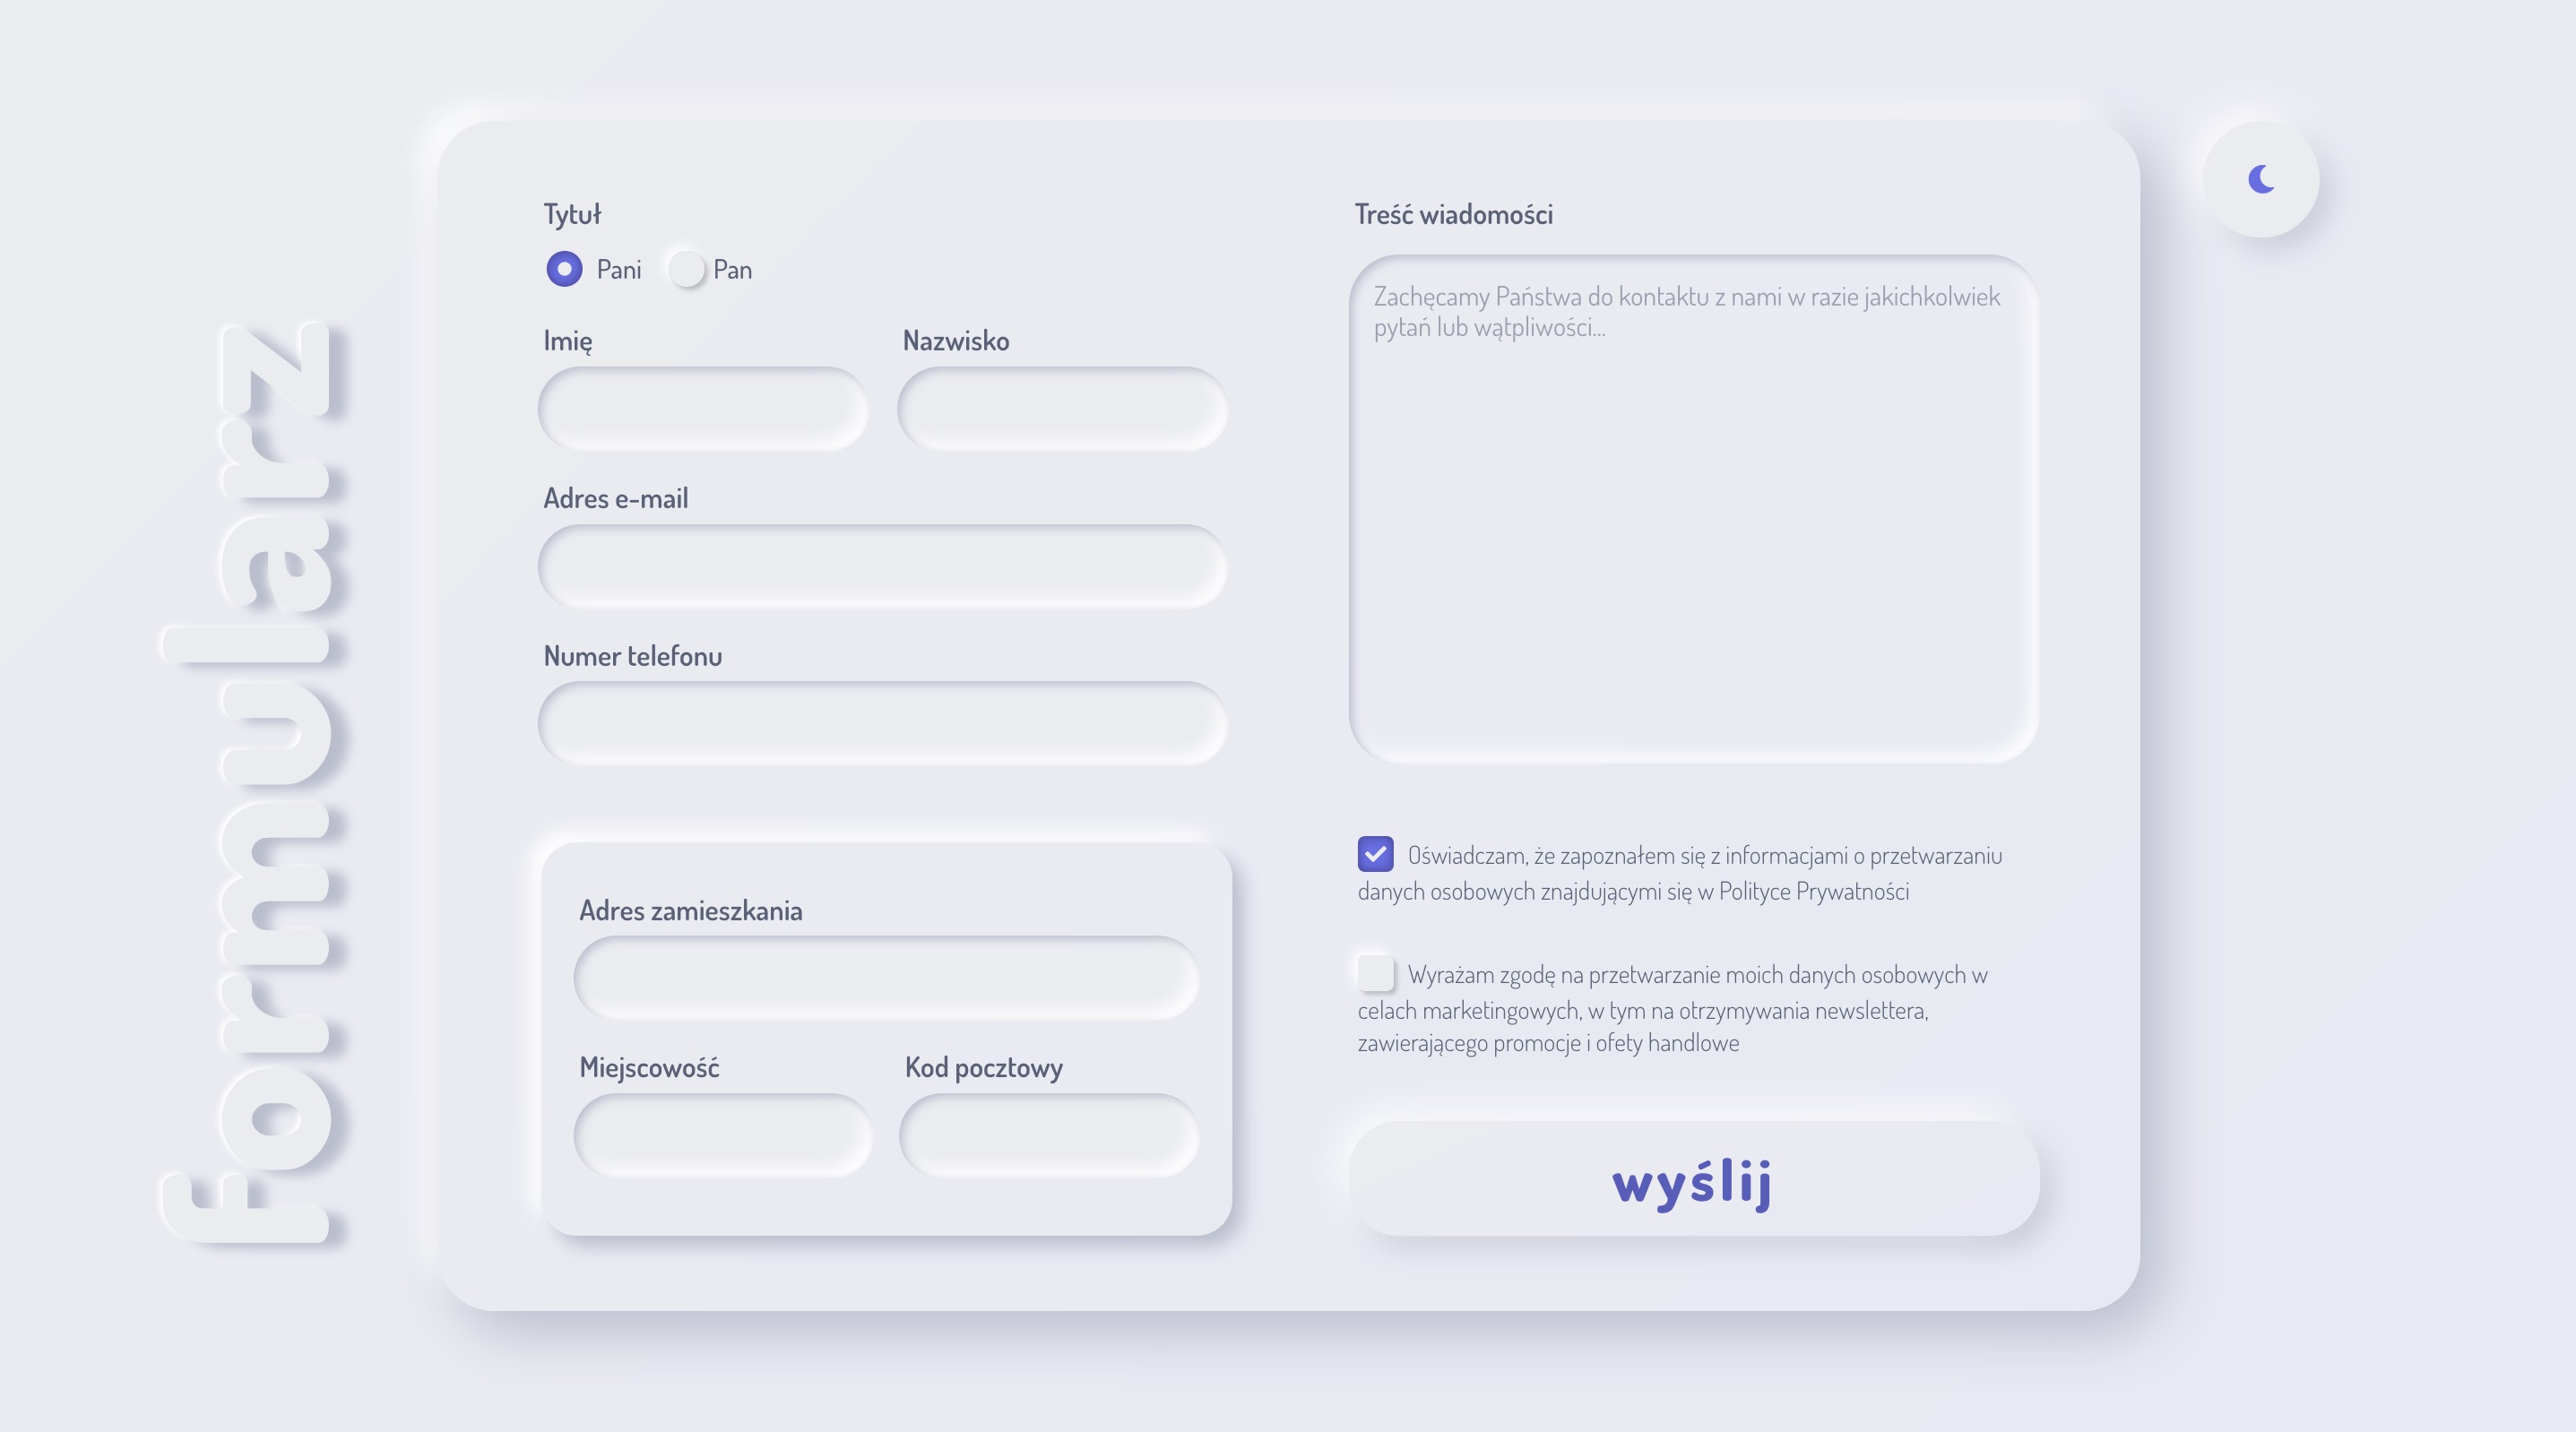 formularz
Tytuł
Pani
Pan
Imię
Nazwisko
Adres e-mail
Numer telefonu
Adres zamieszkania
Miejscowość
Kod pocztowy
Treść wiadomości
Zachęcamy Państwa do kontaktu z nami w razie jakichkolwiek
pytań lub wątpliwości...
Oświadczam, że zapoznałem się z informacjami o przetwarzaniu
danych osobowych znajdującymi się w Polityce Prywatności
Wyrażam zgodę na przetwarzanie moich danych osobowych w
celach marketingowych, w tym na otrzymywania newslettera,
zawierającego promocje i ofety handlowe
wyślij